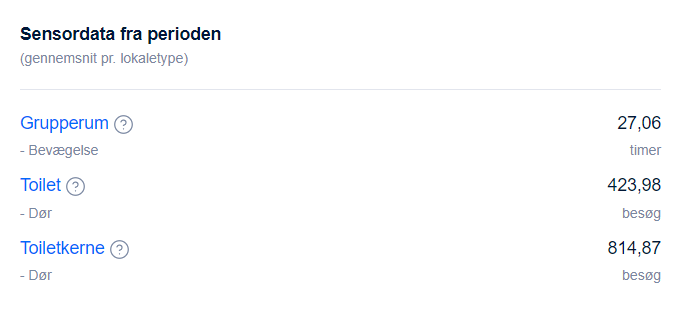 Sensordata fra perioden
(gennemsnit pr. lokaletype)
Grupperum ? 27,06
- Bevægelse timer
Toilet ? 423,98
- Dør besøg
Toiletkerne ? 814,87
- Dør besøg